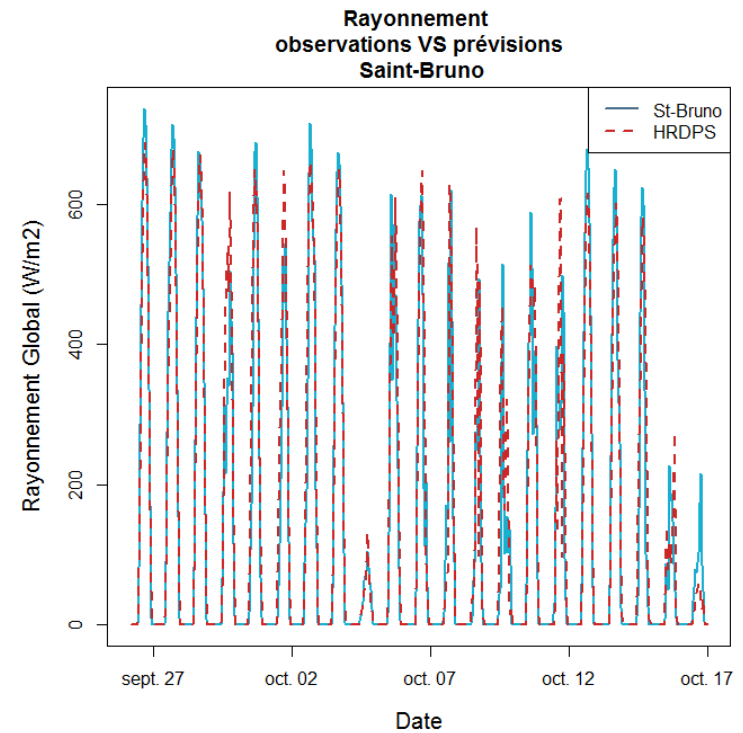 Rayonnement
observations VS prévisions
Saint-Bruno
St-Bruno
HRDPS
Rayonnement Global (W/m2)
600
400
200
0
sept. 27
oct. 02
oct. 07
oct. 12
oct. 17
Date